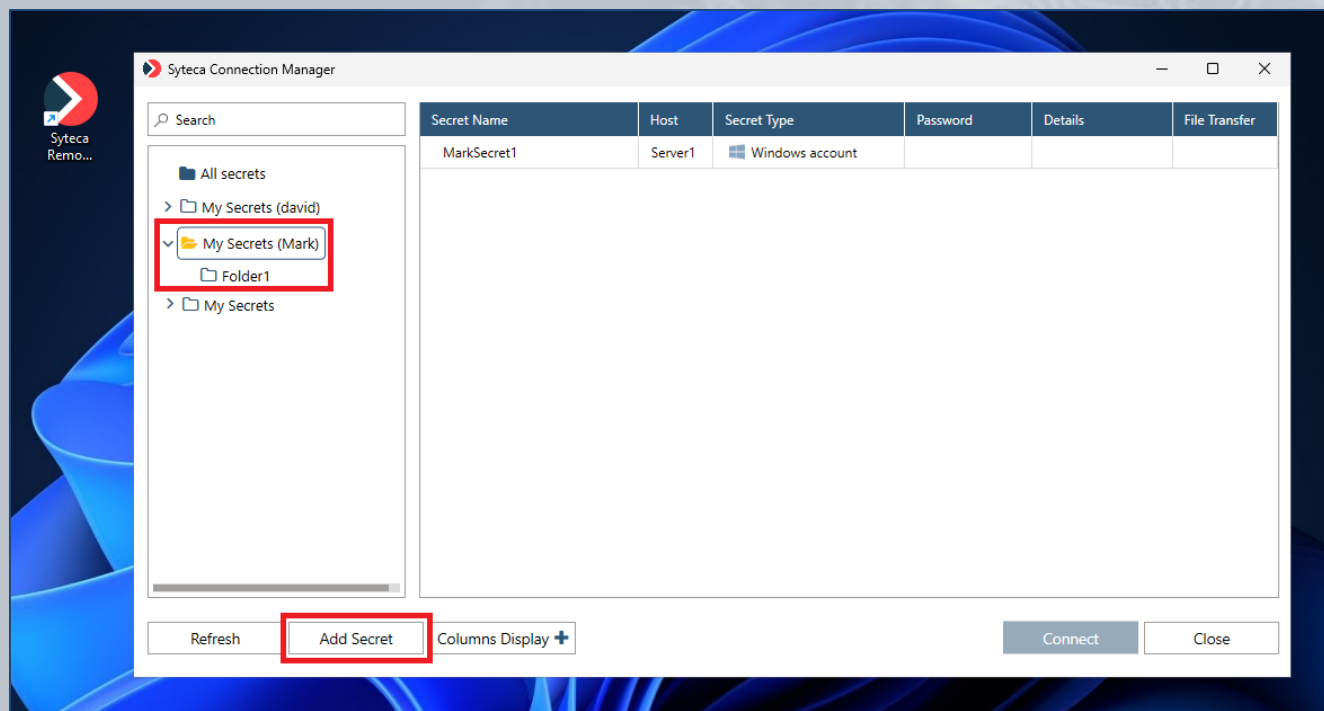 Syteca Connection Manager
Syteca
Remo...
Search
Secret Name Host Secret Type Password Details File Transfer
MarkSecret1 Server1 Windows account
All secrets
My Secrets (david)
My Secrets (Mark)
Folder1
My Secrets
Refresh Add Secret Columns Display Connect Close